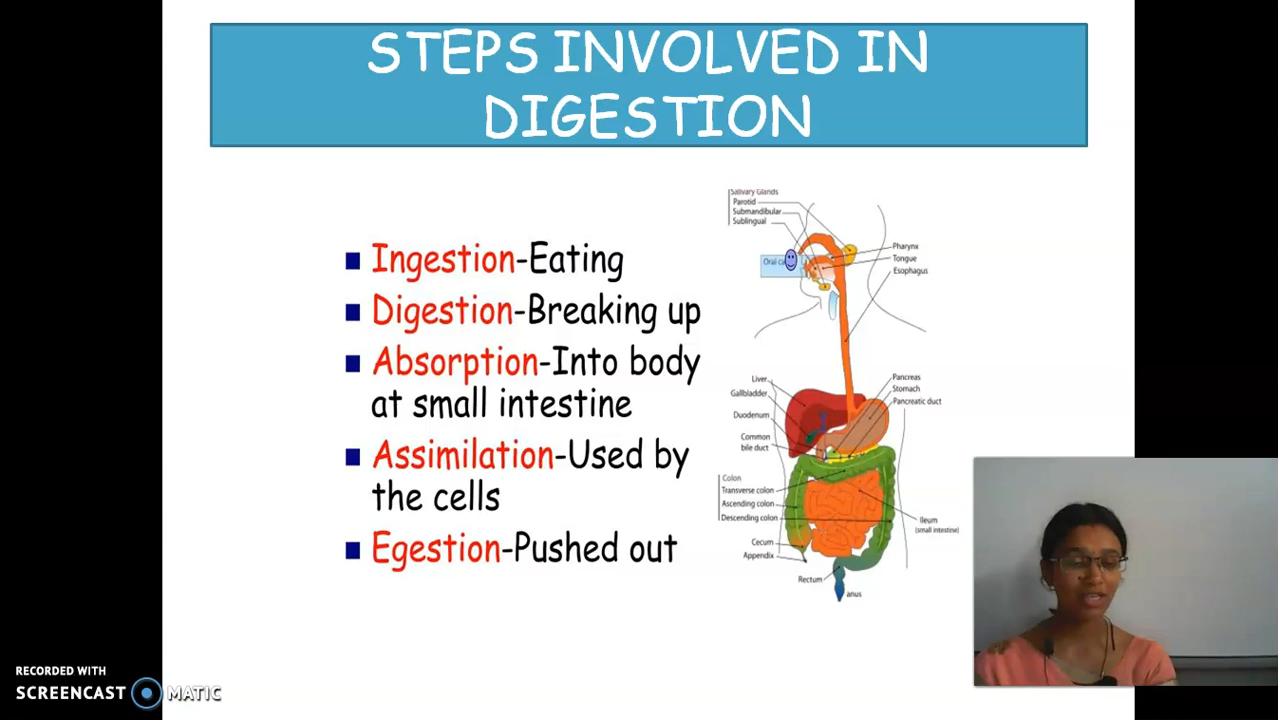 STEPS INVOLVED IN
DIGESTION
Ingestion-Eating
Digestion-Breaking up
Absorption-Into body
at small intestine
Assimilation-Used by
the cells
Egestion-Pushed out
Salivary Glands
Parotid
Submandibular
Sublingual
Oral
Pharynx
Tongue
Esophagus
Liver
Gallbladder
Duodenum
Common
bile duct
Pancreas
Stomach
Pancreatic duct
Colon
Transverse colon
Ascending colon
Descending colon
Cecum
Appendix
Rectum
anus
Ileum
(small intestine)
RECORDED WITH
SCREENCAST MATIC